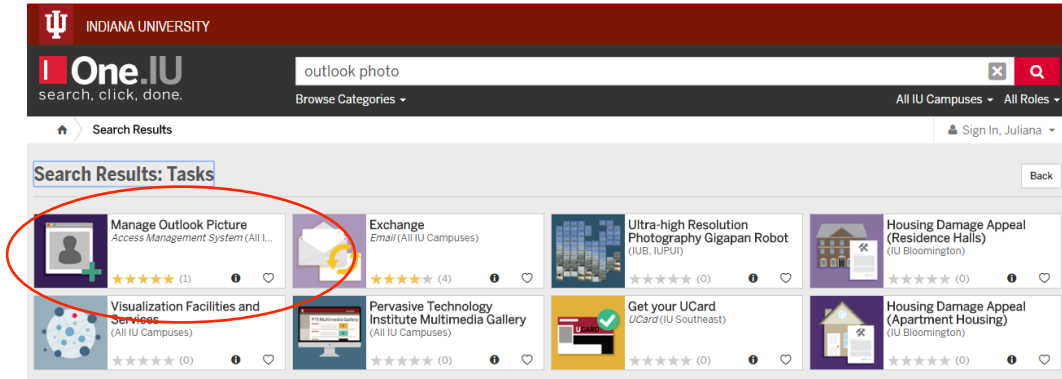 INDIANA UNIVERSITY
One.IU
search, click, done.
outlook photo
Browse Categories
All IU Campuses
All Roles
Search Results
Sign In, Juliana
Search Results: Tasks
Back
Manage Outlook Picture
Access Management System (All I...
(1)
Exchange
Email (All IU Campuses)
(4)
Ultra-high Resolution
Photography Gigapan Robot
(IUB, IUPUI)
(0)
Housing Damage Appeal
(Residence Halls)
(IU Bloomington)
(0)
Visualization Facilities and
Services
(All IU Campuses)
(0)
PTI Multimedia Gallery
Pervasive Technology
Institute Multimedia Gallery
(All IU Campuses)
(0)
UCARD
Get your UCard
UCard (IU Southeast)
(0)
Housing Damage Appeal
(Apartment Housing)
(IU Bloomington)
(0)